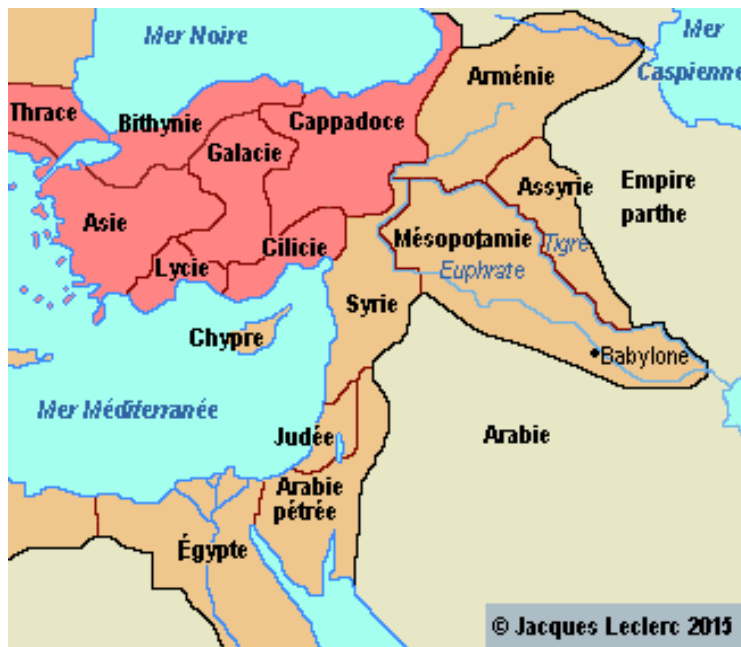 Mer Noire
Mer
Caspienne
Arménie
Thrace
Bithynie
Cappadoce
Galacie
Assyrie
Empire
parthe
Asie
Cilicie
Mésopotamie
Tigre
Lycie
Euphrate
Syrie
Chypre
Babylone
Mer Méditerranée
Judée
Arabie
Arabie
pétrée
Égypte
© Jacques Leclerc 2015